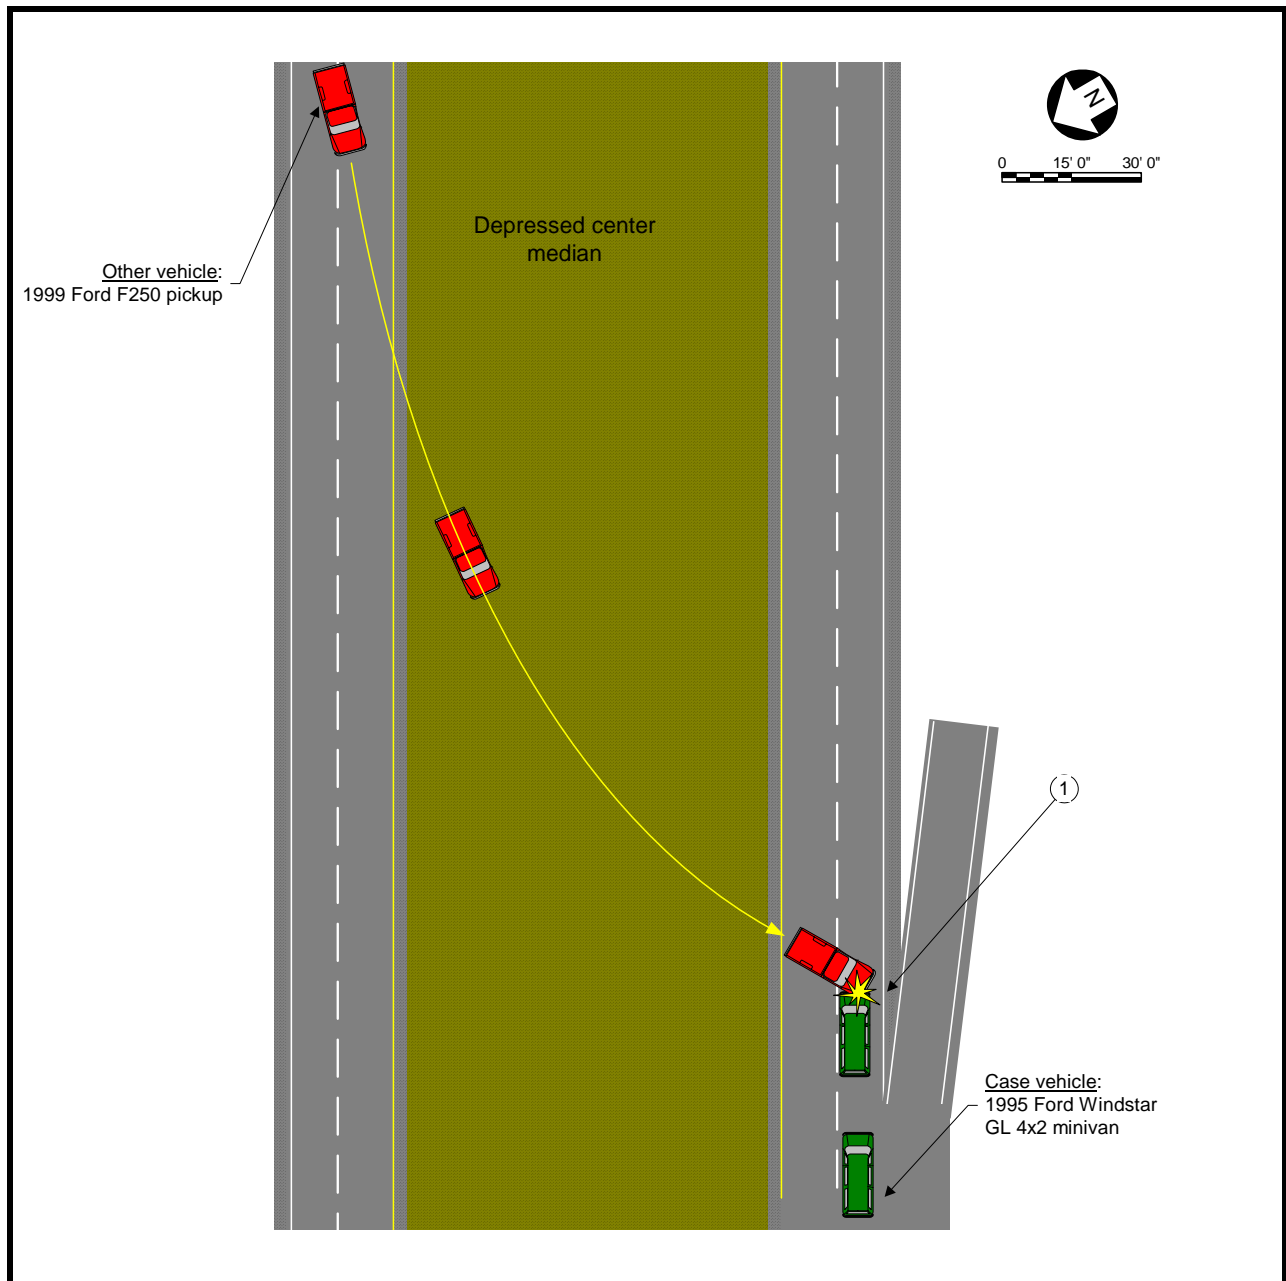 N
0 15' 0" 30' 0"
Depressed center
median
Other vehicle:
1999 Ford F250 pickup
1
Case vehicle:
1995 Ford Windstar
GL 4x2 minivan